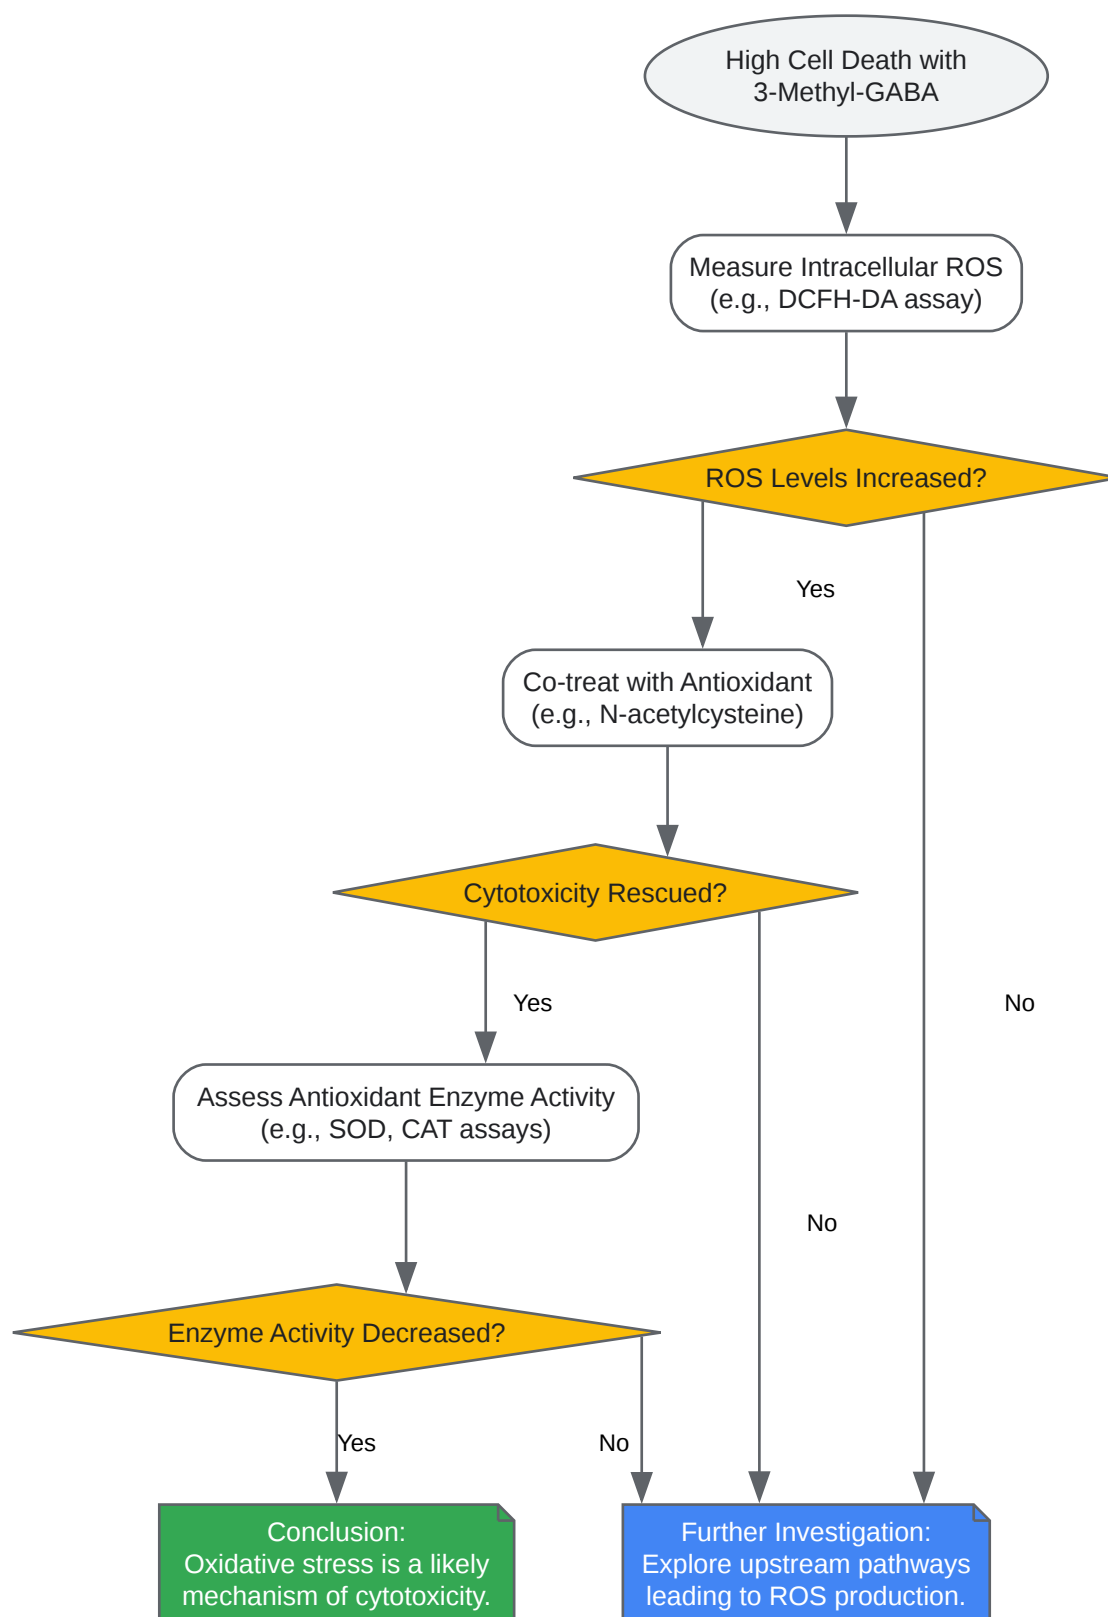 High Cell Death with
3-Methyl-GABA
Measure Intracellular ROS
(e.g., DCFH-DA assay)
ROS Levels Increased?
Yes
Co-treat with Antioxidant
(e.g., N-acetylcysteine)
Cytotoxicity Rescued?
Yes
No
Assess Antioxidant Enzyme Activity
(e.g., SOD, CAT assays)
No
Enzyme Activity Decreased?
Yes
No
Conclusion:
Oxidative stress is a likely
mechanism of cytotoxicity.
Further Investigation:
Explore upstream pathways
leading to ROS production.